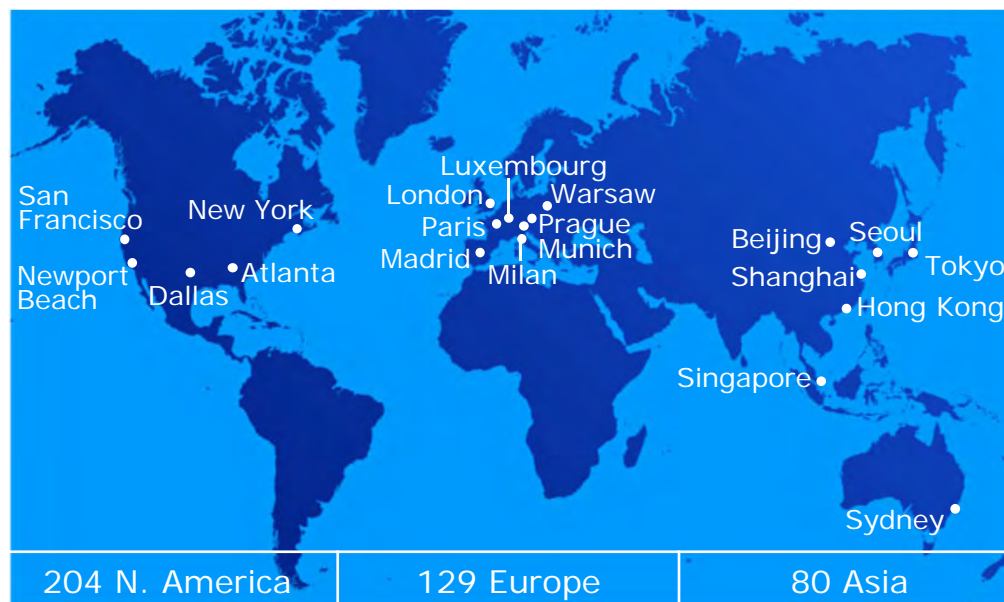 San
Francisco
New York
Newport
Beach
Dallas
Atlanta
Luxembourg
London
Warsaw
Paris
Prague
Madrid
Munich
Milan
Beijing
Seoul
Tokyo
Shanghai
Hong Kong
Singapore
Sydney
204 N. America
129 Europe
80 Asia